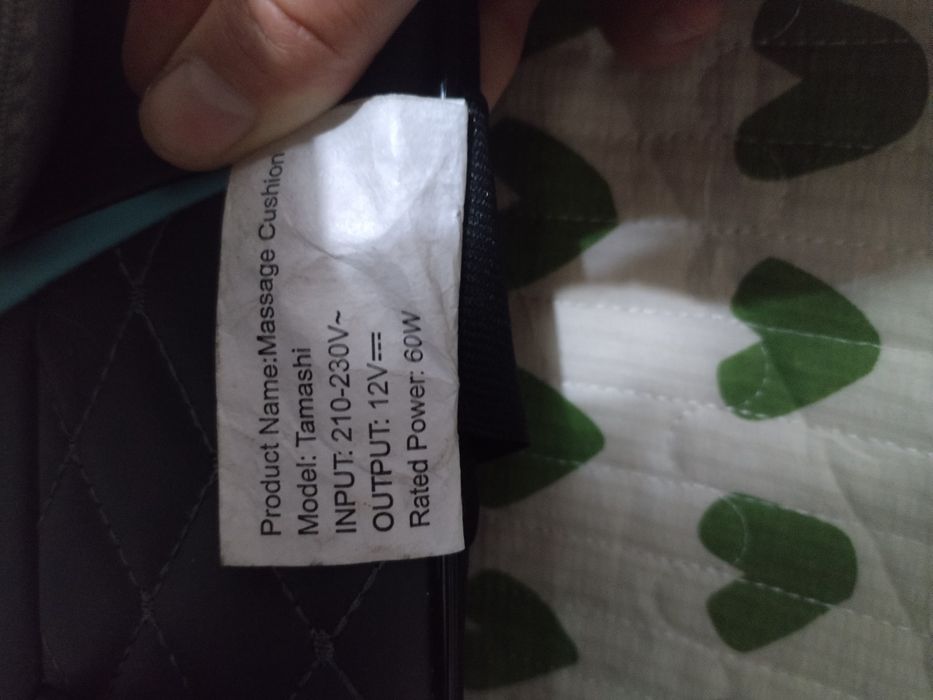 Product Name:Massage Cushion
Model: Tamashi
INPUT: 210-230V~
OUTPUT: 12V⎓
Rated Power: 60W